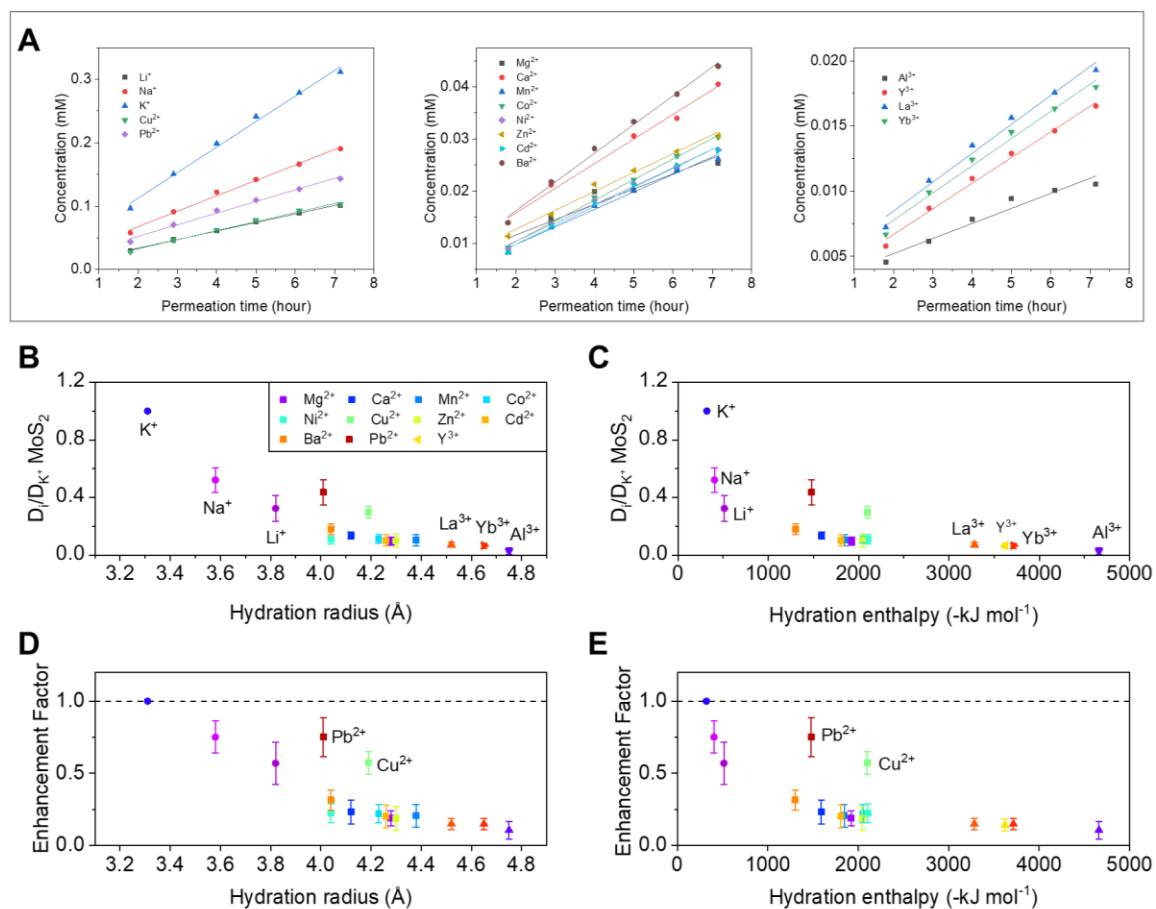 A
Li⁺
Na⁺
K⁺
Cu²⁺
Pb²⁺
0.3
0.2
0.1
0.0
Concentration (mM)
1 2 3 4 5 6 7 8
Permeation time (hour)
Mg²⁺
Ca²⁺
Mn²⁺
Co²⁺
Ni²⁺
Zn²⁺
Cd²⁺
Ba²⁺
0.04
0.03
0.02
0.01
Concentration (mM)
1 2 3 4 5 6 7 8
Permeation time (hour)
Al³⁺
Y³⁺
La³⁺
Yb³⁺
0.020
0.015
0.010
0.005
Concentration (mM)
1 2 3 4 5 6 7 8
Permeation time (hour)
B
1.2
0.8
0.4
0.0
Dᵢ/D_K⁺ MoS₂
Mg²⁺ Ca²⁺ Mn²⁺ Co²⁺
Ni²⁺ Cu²⁺ Zn²⁺ Cd²⁺
Ba²⁺ Pb²⁺ Y³⁺
K⁺
Na⁺
Li⁺
La³⁺
Yb³⁺
Al³⁺
3.2 3.4 3.6 3.8 4.0 4.2 4.4 4.6 4.8
Hydration radius (Å)
C
1.2
0.8
0.4
0.0
Dᵢ/D_K⁺ MoS₂
K⁺
Na⁺
Li⁺
La³⁺
Y³⁺
Yb³⁺
Al³⁺
0 1000 2000 3000 4000 5000
Hydration enthalpy (-kJ mol⁻¹)
D
1.0
0.5
0.0
Enhancement Factor
Pb²⁺
Cu²⁺
3.2 3.4 3.6 3.8 4.0 4.2 4.4 4.6 4.8
Hydration radius (Å)
E
1.0
0.5
0.0
Enhancement Factor
Pb²⁺
Cu²⁺
0 1000 2000 3000 4000 5000
Hydration enthalpy (-kJ mol⁻¹)